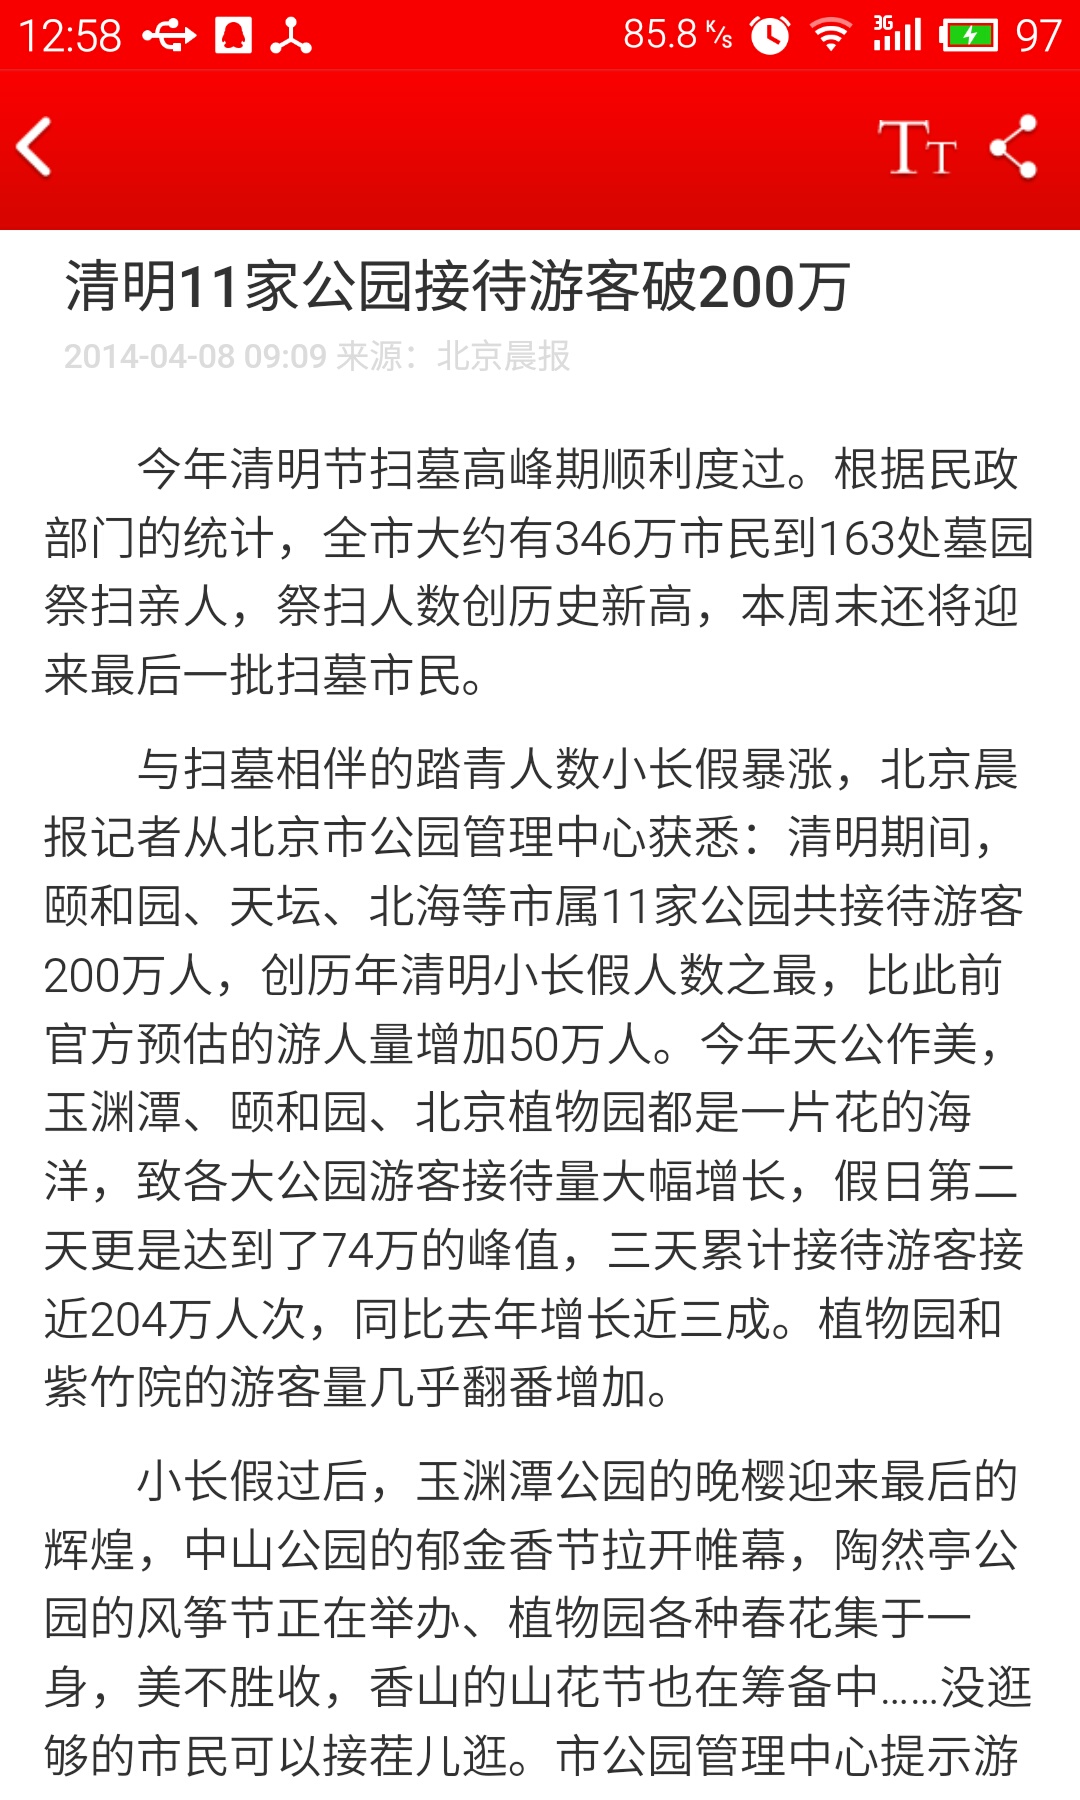 12:58 85.8 K/s 3G 97
TT
清明11家公园接待游客破200万
2014-04-08 09:09 来源：北京晨报
今年清明节扫墓高峰期顺利度过。根据民政
部门的统计，全市大约有346万市民到163处墓园
祭扫亲人，祭扫人数创历史新高，本周末还将迎
来最后一批扫墓市民。
与扫墓相伴的踏青人数小长假暴涨，北京晨
报记者从北京市公园管理中心获悉：清明期间，
颐和园、天坛、北海等市属11家公园共接待游客
200万人，创历年清明小长假人数之最，比此前
官方预估的游人量增加50万人。今年天公作美，
玉渊潭、颐和园、北京植物园都是一片花的海
洋，致各大公园游客接待量大幅增长，假日第二
天更是达到了74万的峰值，三天累计接待游客接
近204万人次，同比去年增长近三成。植物园和
紫竹院的游客量几乎翻番增加。
小长假过后，玉渊潭公园的晚樱迎来最后的
辉煌，中山公园的郁金香节拉开帷幕，陶然亭公
园的风筝节正在举办、植物园各种春花集于一
身，美不胜收，香山的山花节也在筹备中……没逛
够的市民可以接茬儿逛。市公园管理中心提示游